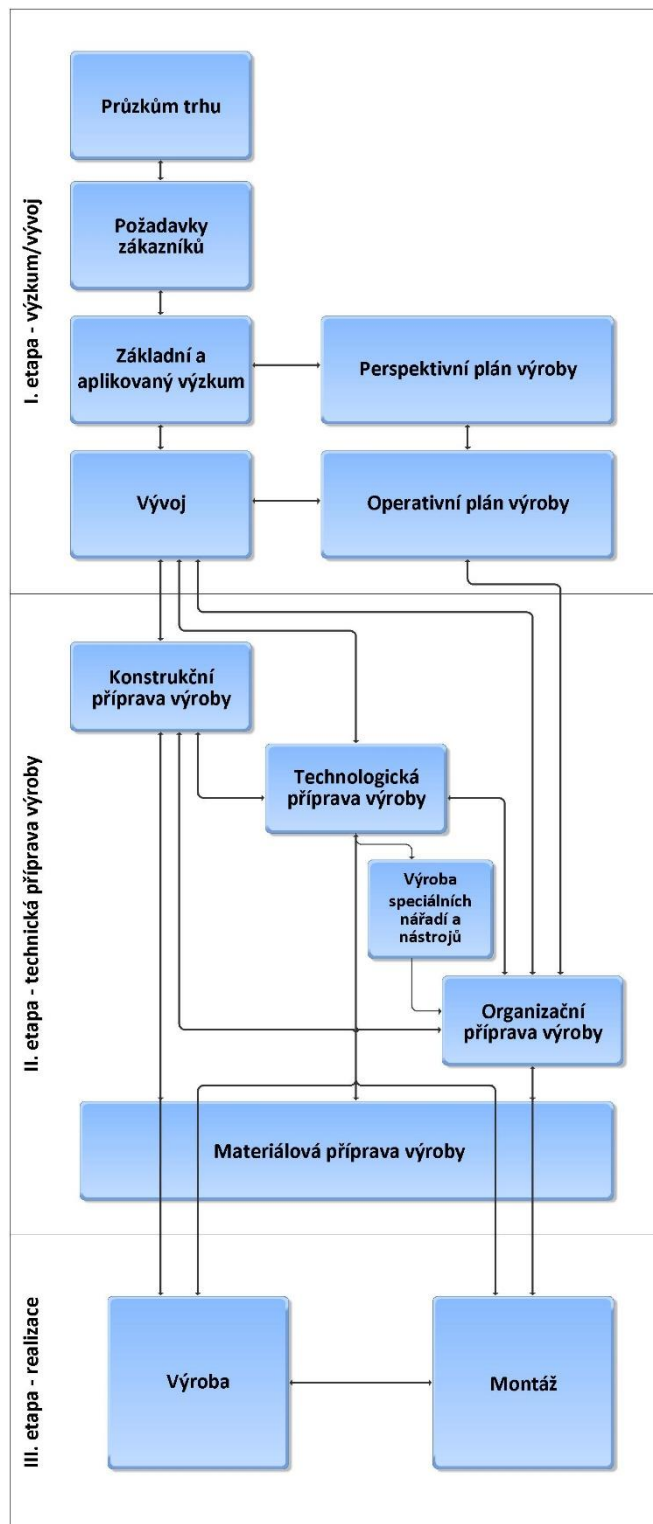 I. etapa - výzkum/vývoj
Průzkům trhu
Požadavky
zákazníků
Základní a
aplikovaný výzkum
Perspektivní plán výroby
Vývoj
Operativní plán výroby
II. etapa - technická příprava výroby
Konstrukční
příprava výroby
Technologická
příprava výroby
Výroba
speciálních
nářadí a
nástrojů
Organizační
příprava výroby
Materiálová příprava výroby
III. etapa - realizace
Výroba
Montáž